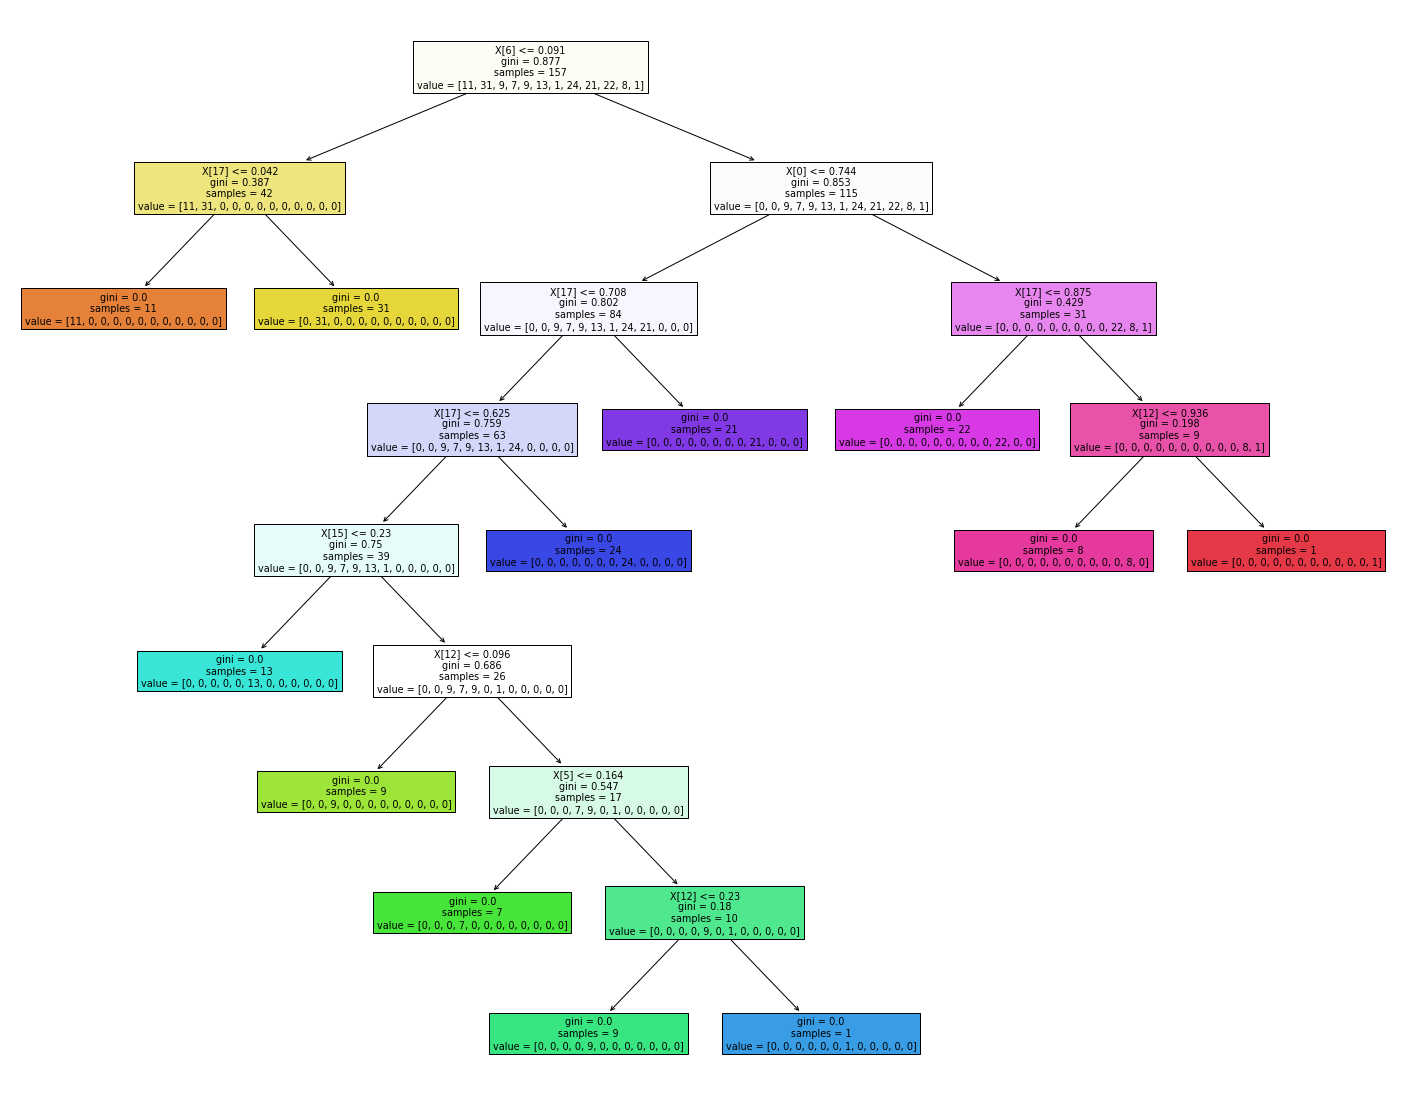 X[6] <= 0.091
gini = 0.877
samples = 157
value = [11, 31, 9, 7, 9, 13, 1, 24, 21, 22, 8, 1]
X[17] <= 0.042
gini = 0.387
samples = 42
value = [11, 31, 0, 0, 0, 0, 0, 0, 0, 0, 0, 0]
X[0] <= 0.744
gini = 0.853
samples = 115
value = [0, 0, 9, 7, 9, 13, 1, 24, 21, 22, 8, 1]
gini = 0.0
samples = 11
value = [11, 0, 0, 0, 0, 0, 0, 0, 0, 0, 0, 0]
gini = 0.0
samples = 31
value = [0, 31, 0, 0, 0, 0, 0, 0, 0, 0, 0, 0]
X[17] <= 0.708
gini = 0.802
samples = 84
value = [0, 0, 9, 7, 9, 13, 1, 24, 21, 0, 0, 0]
X[17] <= 0.875
gini = 0.429
samples = 31
value = [0, 0, 0, 0, 0, 0, 0, 0, 0, 22, 8, 1]
X[17] <= 0.625
gini = 0.759
samples = 63
value = [0, 0, 9, 7, 9, 13, 1, 24, 0, 0, 0, 0]
gini = 0.0
samples = 21
value = [0, 0, 0, 0, 0, 0, 0, 0, 21, 0, 0, 0]
gini = 0.0
samples = 22
value = [0, 0, 0, 0, 0, 0, 0, 0, 0, 22, 0, 0]
X[12] <= 0.936
gini = 0.198
samples = 9
value = [0, 0, 0, 0, 0, 0, 0, 0, 0, 0, 8, 1]
X[15] <= 0.23
gini = 0.75
samples = 39
value = [0, 0, 9, 7, 9, 13, 1, 0, 0, 0, 0, 0]
gini = 0.0
samples = 24
value = [0, 0, 0, 0, 0, 0, 0, 24, 0, 0, 0, 0]
gini = 0.0
samples = 8
value = [0, 0, 0, 0, 0, 0, 0, 0, 0, 0, 8, 0]
gini = 0.0
samples = 1
value = [0, 0, 0, 0, 0, 0, 0, 0, 0, 0, 0, 1]
gini = 0.0
samples = 13
value = [0, 0, 0, 0, 0, 13, 0, 0, 0, 0, 0, 0]
X[12] <= 0.096
gini = 0.686
samples = 26
value = [0, 0, 9, 7, 9, 0, 1, 0, 0, 0, 0, 0]
gini = 0.0
samples = 9
value = [0, 0, 9, 0, 0, 0, 0, 0, 0, 0, 0, 0]
X[5] <= 0.164
gini = 0.547
samples = 17
value = [0, 0, 0, 7, 9, 0, 1, 0, 0, 0, 0, 0]
gini = 0.0
samples = 7
value = [0, 0, 0, 7, 0, 0, 0, 0, 0, 0, 0, 0]
X[12] <= 0.23
gini = 0.18
samples = 10
value = [0, 0, 0, 0, 9, 0, 1, 0, 0, 0, 0, 0]
gini = 0.0
samples = 9
value = [0, 0, 0, 0, 9, 0, 0, 0, 0, 0, 0, 0]
gini = 0.0
samples = 1
value = [0, 0, 0, 0, 0, 0, 1, 0, 0, 0, 0, 0]